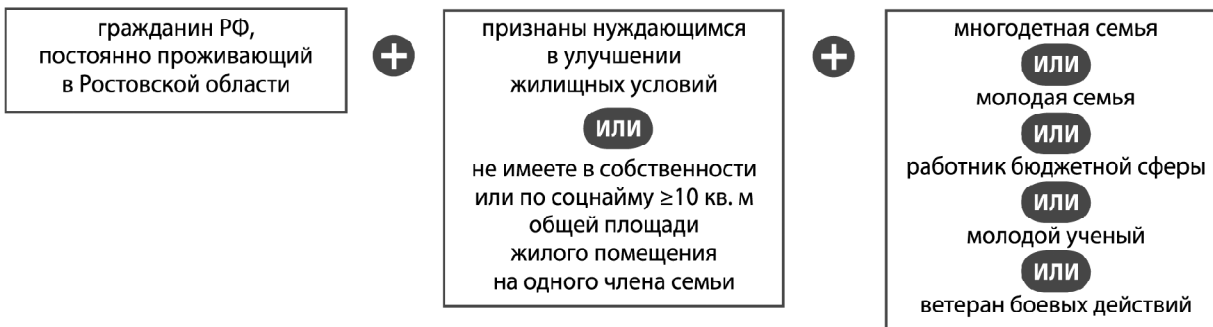 гражданин РФ,
постоянно проживающий
в Ростовской области
+
признаны нуждающимся
в улучшении
жилищных условий
ИЛИ
не имеете в собственности
или по соцнайму ≥10 кв. м
общей площади
жилого помещения
на одного члена семьи
+
многодетная семья
ИЛИ
молодая семья
ИЛИ
работник бюджетной сферы
ИЛИ
молодой ученый
ИЛИ
ветеран боевых действий